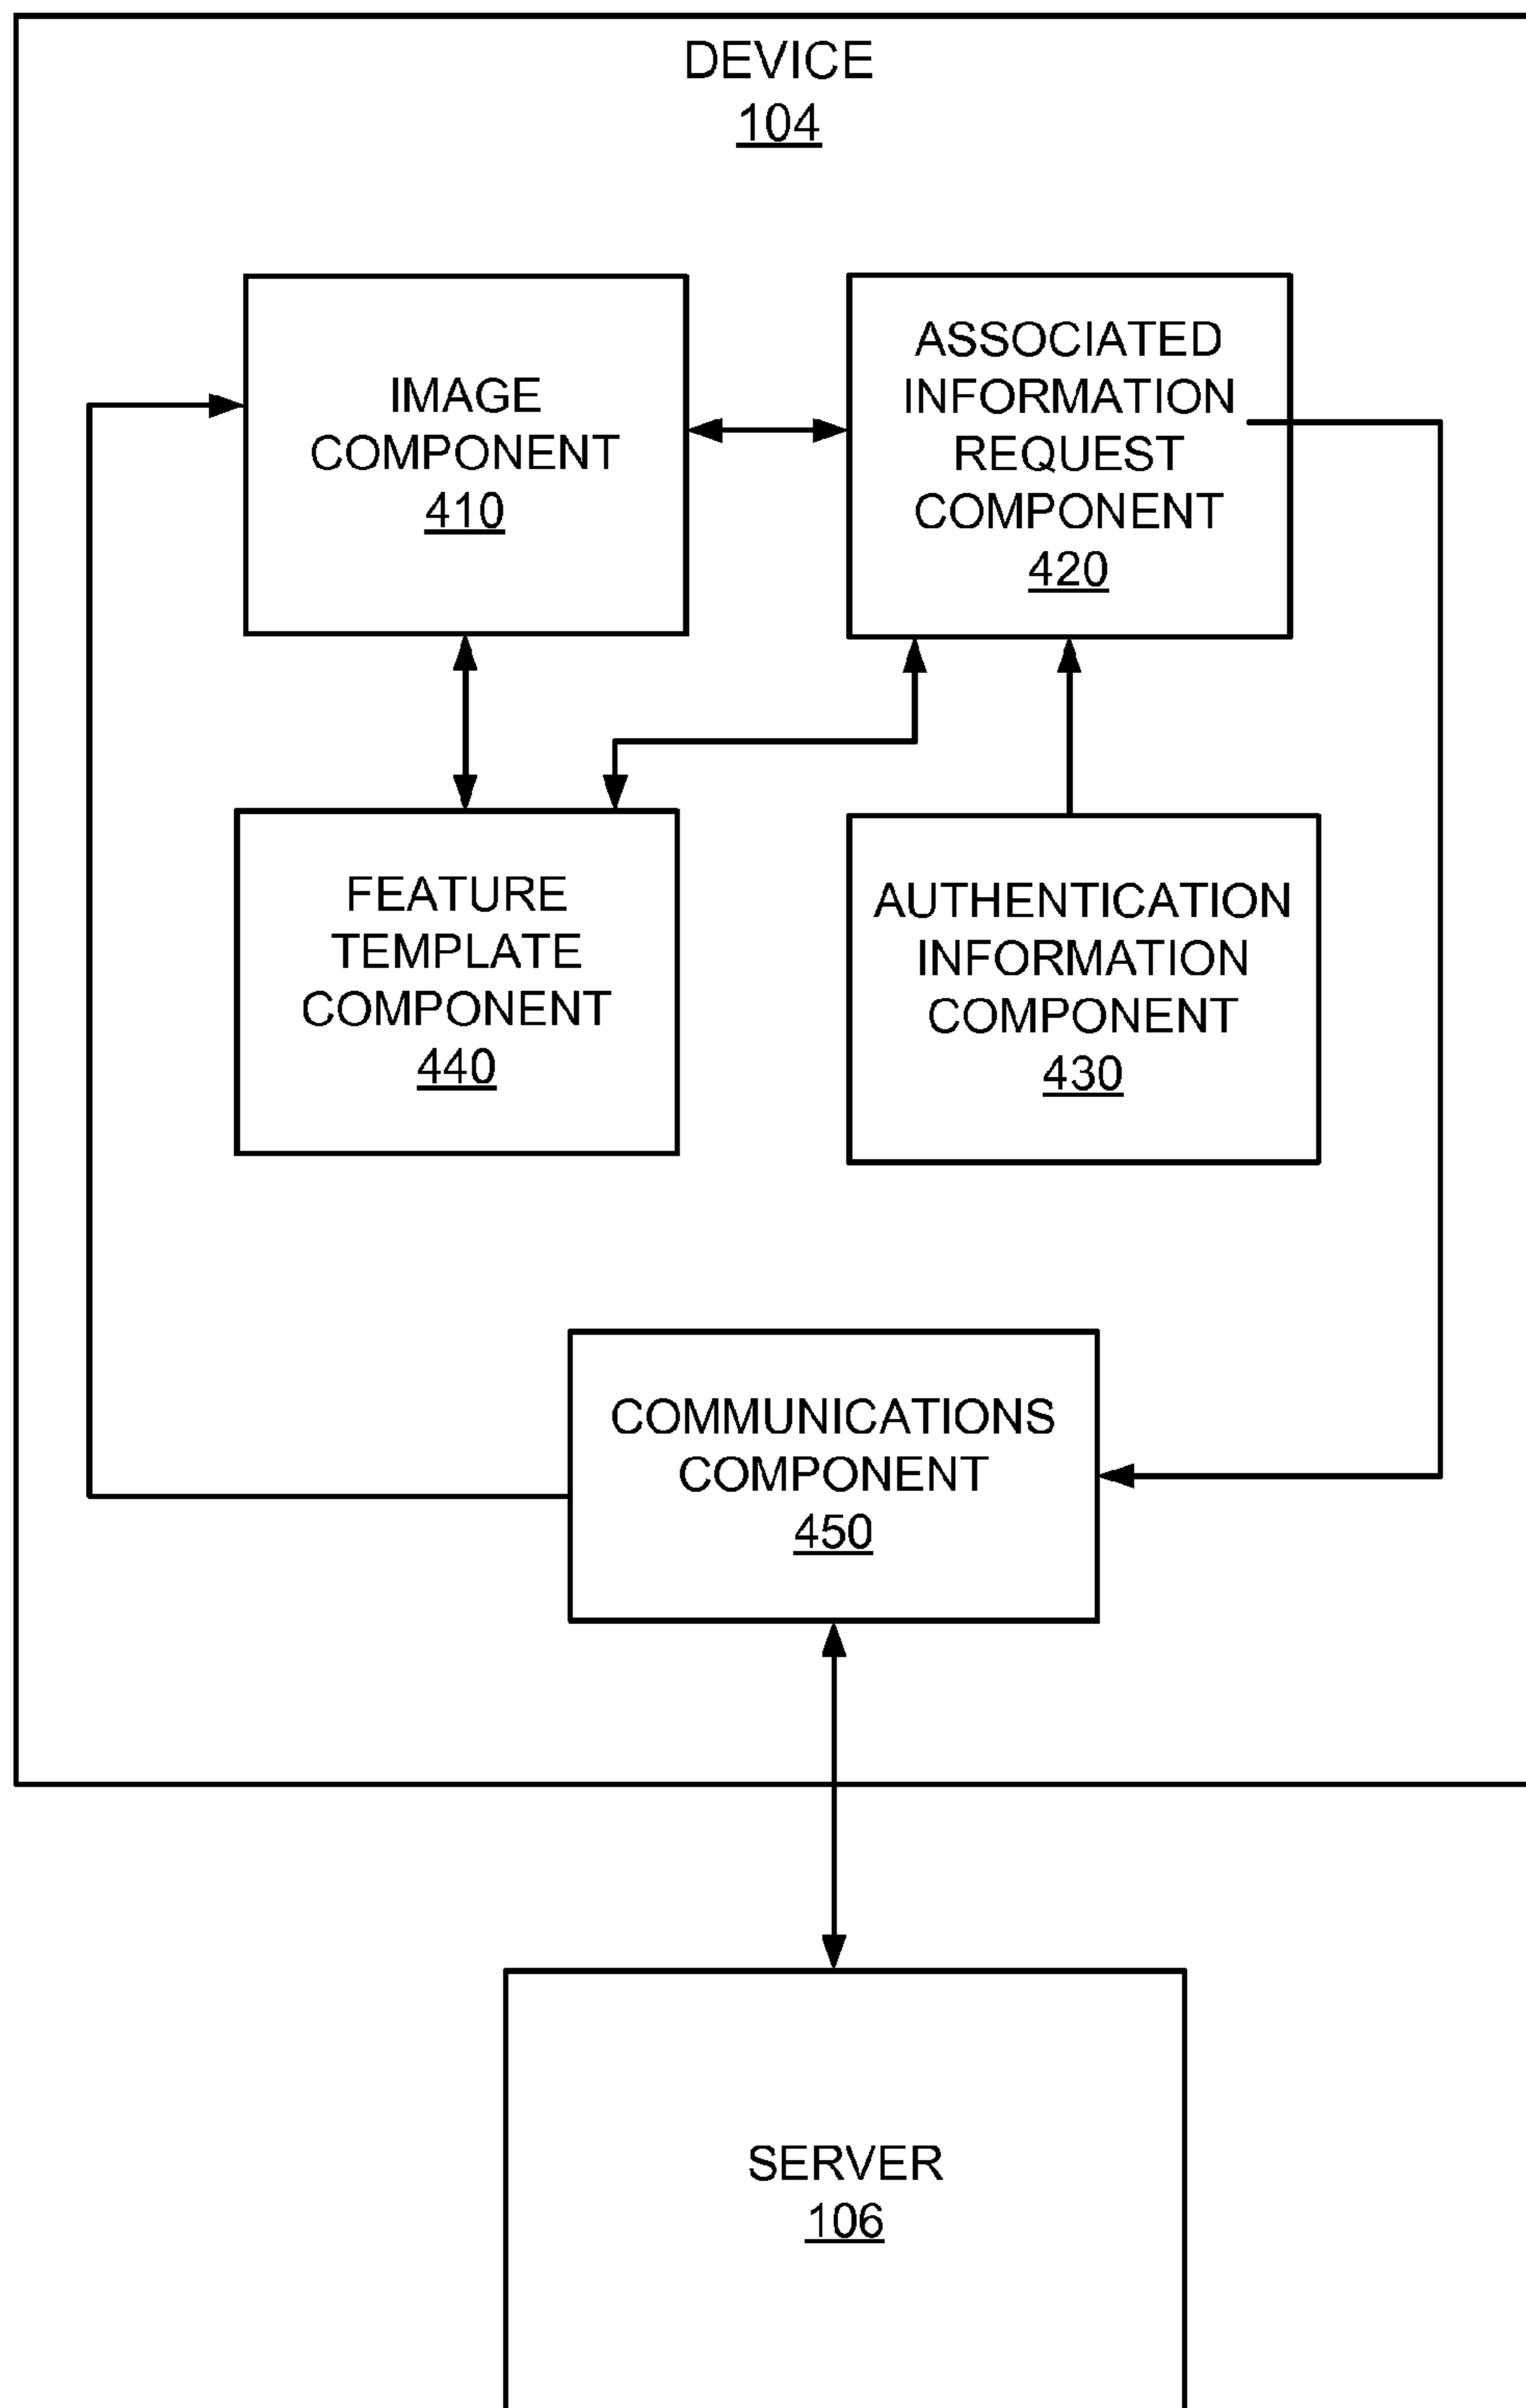 DEVICE
104
IMAGE
COMPONENT
410
ASSOCIATED
INFORMATION
REQUEST
COMPONENT
420
FEATURE
TEMPLATE
COMPONENT
440
AUTHENTICATION
INFORMATION
COMPONENT
430
COMMUNICATIONS
COMPONENT
450
SERVER
106